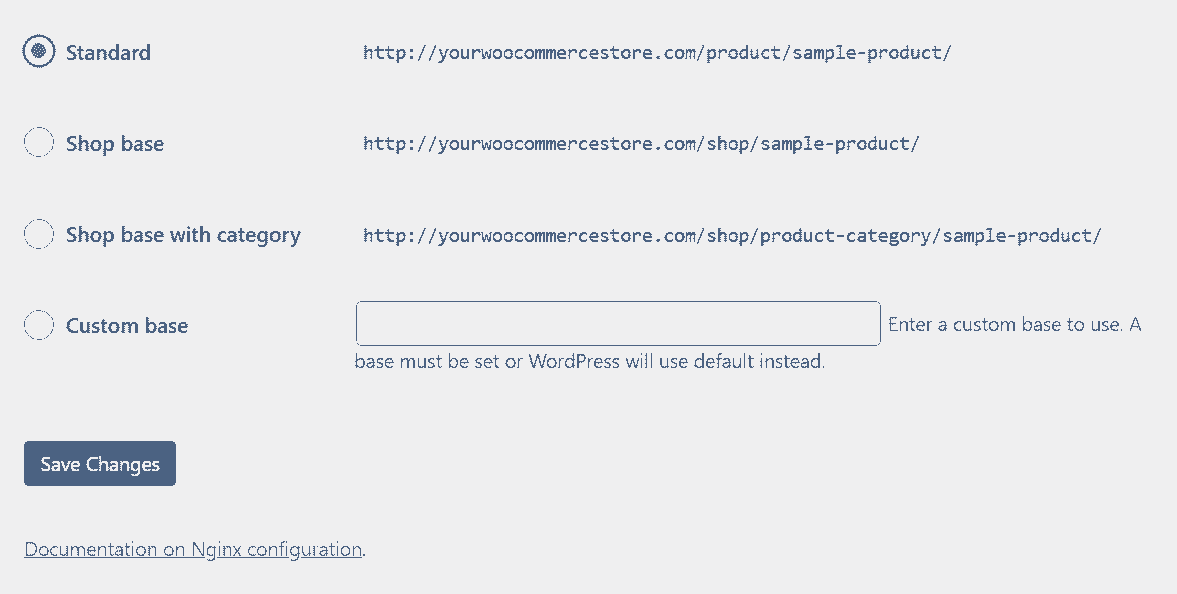 Standard http://yourwoocommercestore.com/product/sample-product/
Shop base http://yourwoocommercestore.com/shop/sample-product/
Shop base with category http://yourwoocommercestore.com/shop/product-category/sample-product/
Custom base Enter a custom base to use. A
base must be set or WordPress will use default instead.
Save Changes
Documentation on Nginx configuration.